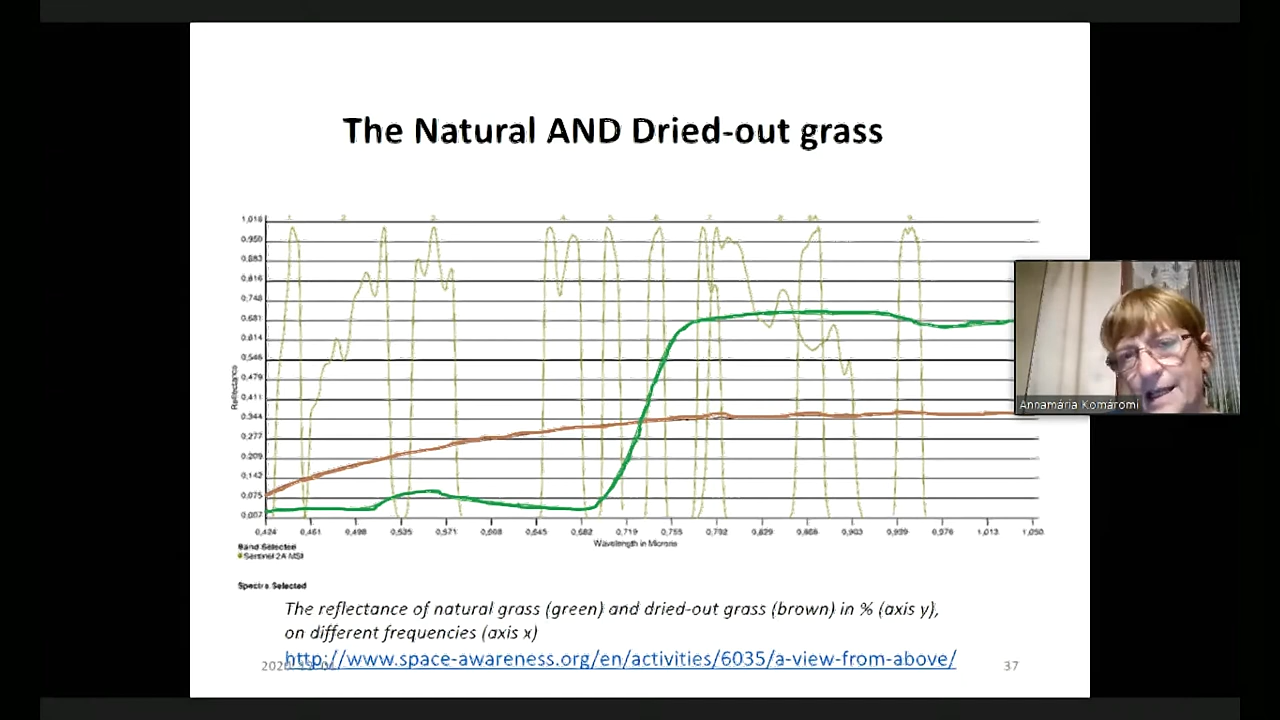 The Natural AND Dried-out grass
1,018
0,950
0,883
0,816
0,748
0,681
0,614
0,546
0,479
0,411
0,344
0,277
0,209
0,142
0,075
0,007
Reflectance
0,424 0,461 0,498 0,535 0,571 0,608 0,645 0,682 0,719 0,755 0,792 0,829 0,866 0,903 0,939 0,976 1,013 1,050
Wavelength in Microns
Band Selected
Sentinel 2A MSI
Spectra Selected
The reflectance of natural grass (green) and dried-out grass (brown) in % (axis y),
on different frequencies (axis x)
http://www.space-awareness.org/en/activities/6035/a-view-from-above/
37
Annamária Komáromi